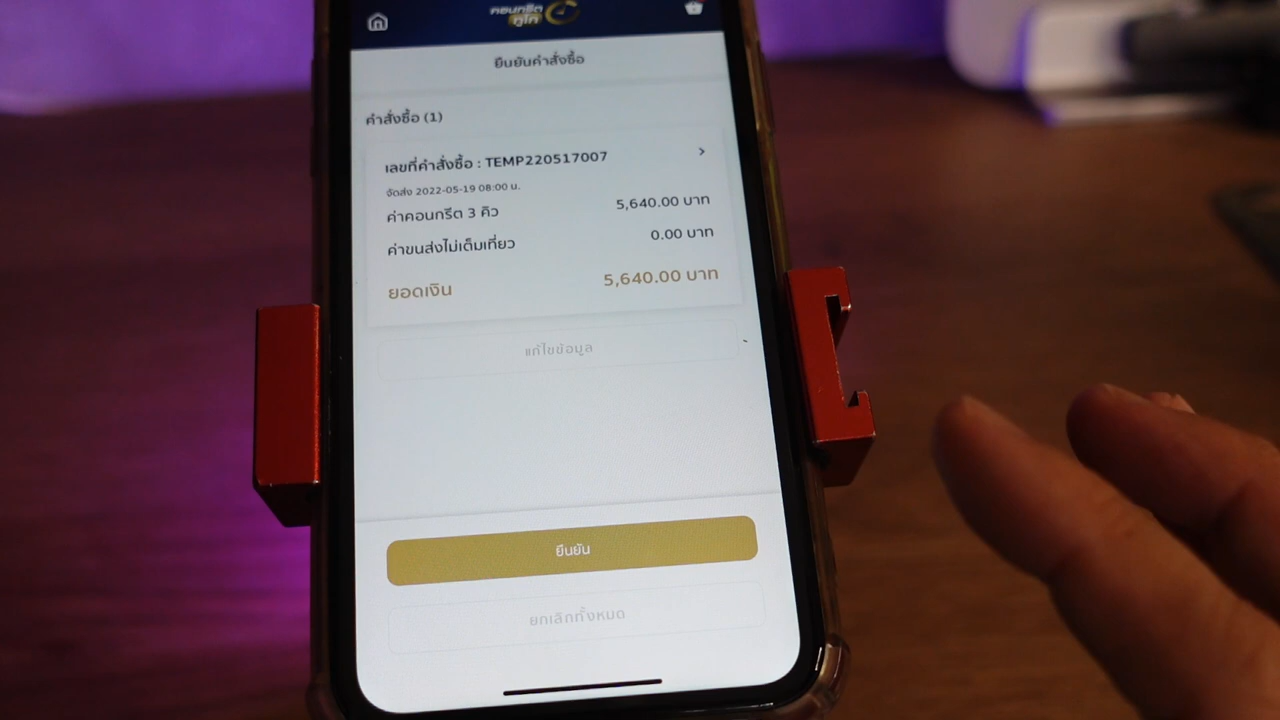 คอนกรีต
ทูโก
ยืนยันคำสั่งซื้อ
คำสั่งซื้อ (1)
เลขที่คำสั่งซื้อ : TEMP220517007
จัดส่ง 2022-05-19 08:00 น.
ค่าคอนกรีต 3 คิว 5,640.00 บาท
ค่าขนส่งไม่เต็มเที่ยว 0.00 บาท
ยอดเงิน 5,640.00 บาท
แก้ไขข้อมูล
ยืนยัน
ยกเลิกทั้งหมด